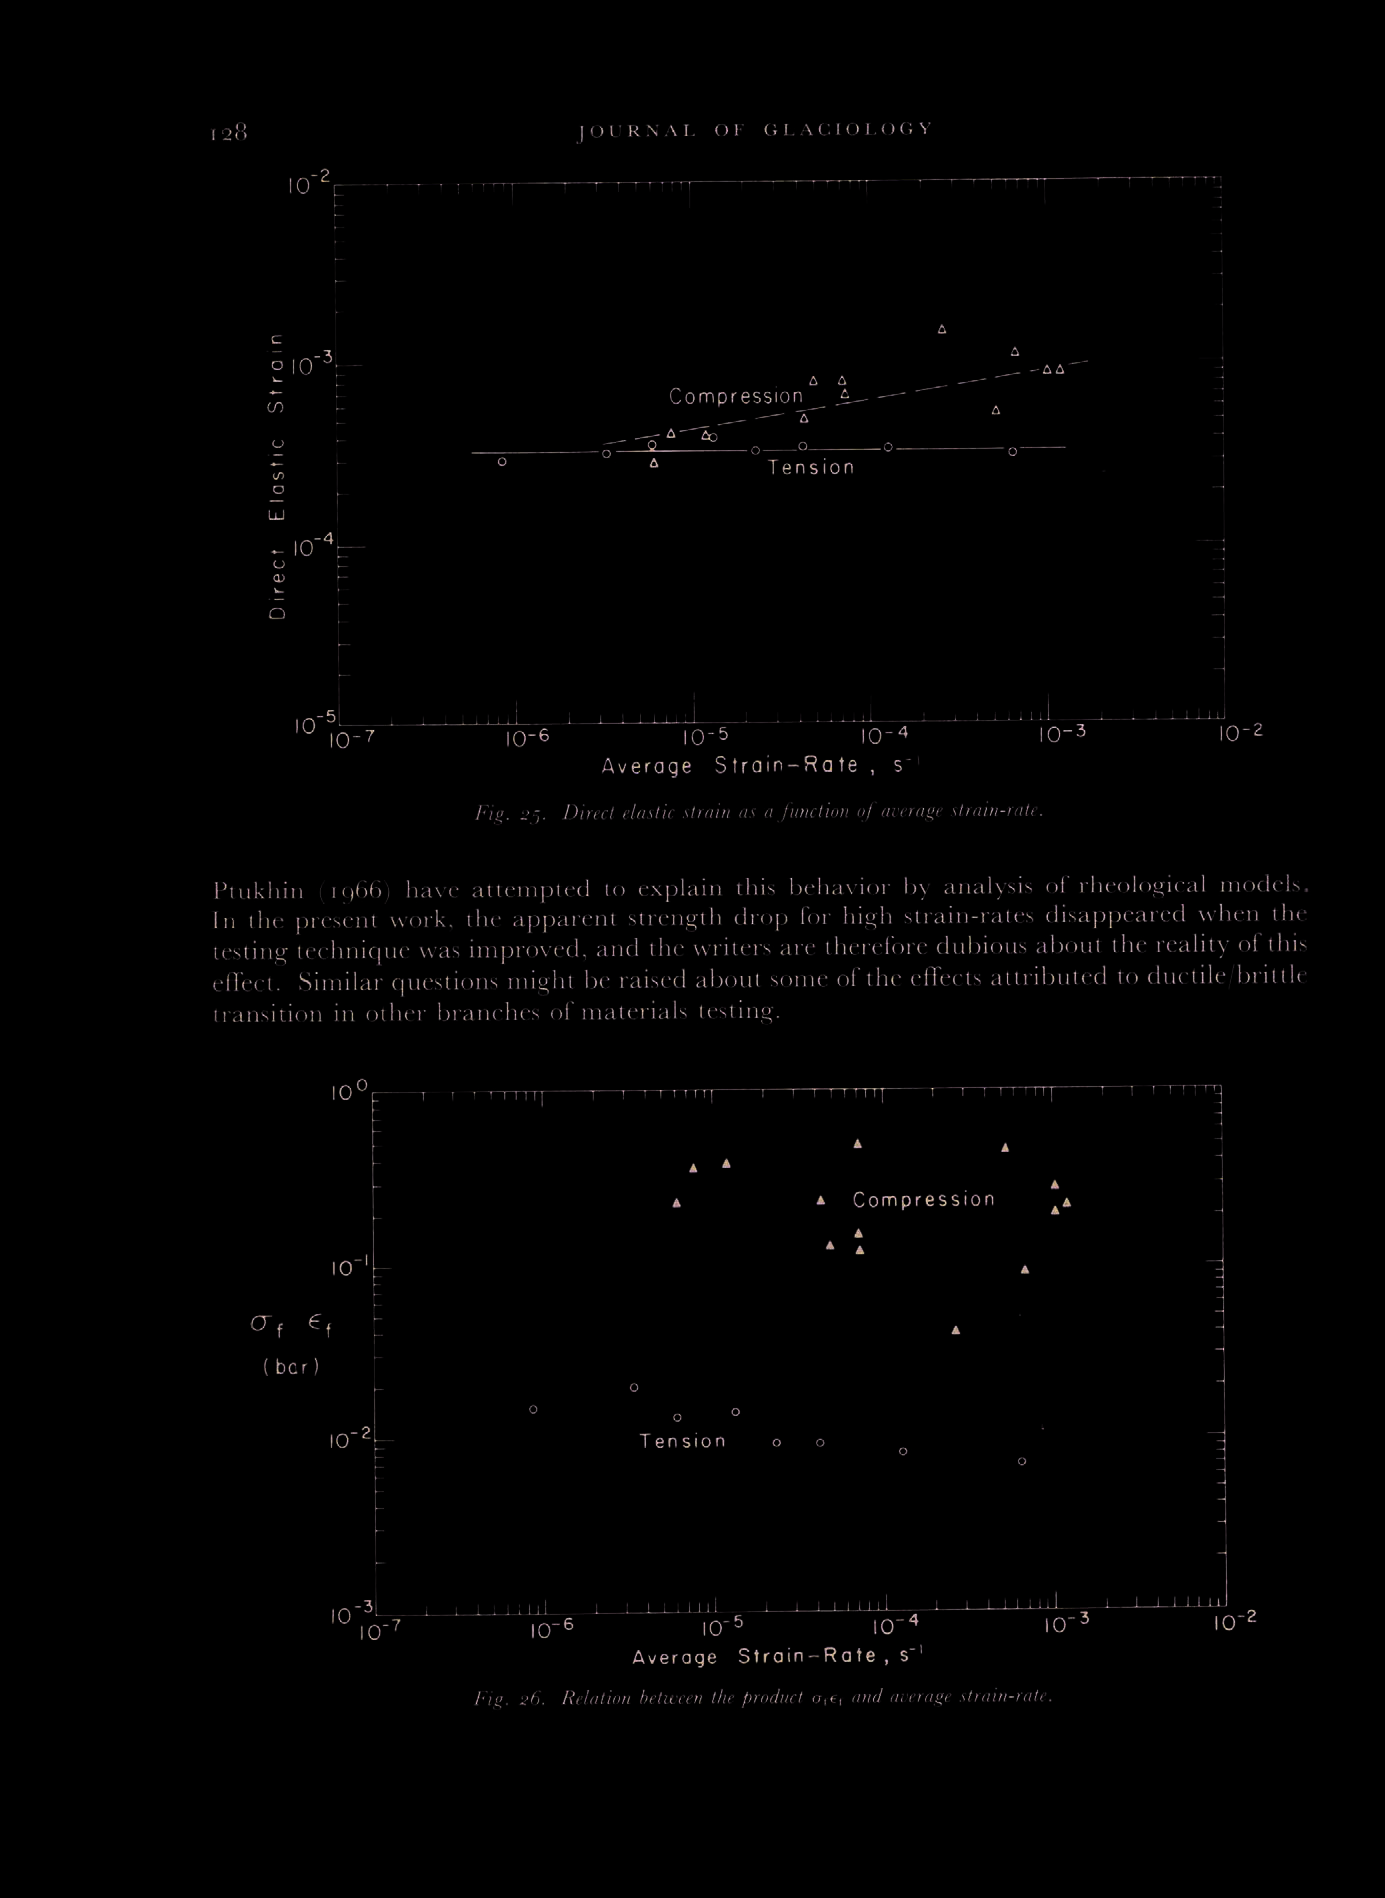 128
JOURNAL OF GLACIOLOGY
10-2
10-3
10-4
10-5
Direct Elastic Strain
Compression
Tension
10-7 10-6 10-5 10-4 10-3 10-2
Average Strain-Rate, s-1
Fig. 25. Direct elastic strain as a function of average strain-rate.
Ptukhin (1966) have attempted to explain this behavior by analysis of rheological models.
In the present work, the apparent strength drop for high strain-rates disappeared when the
testing technique was improved, and the writers are therefore dubious about the reality of this
effect. Similar questions might be raised about some of the effects attributed to ductile/brittle
transition in other branches of materials testing.
100
10-1
10-2
10-3
σf εf
(bar)
Compression
Tension
10-7 10-6 10-5 10-4 10-3 10-2
Average Strain-Rate, s-1
Fig. 26. Relation between the product σfεf and average strain-rate.